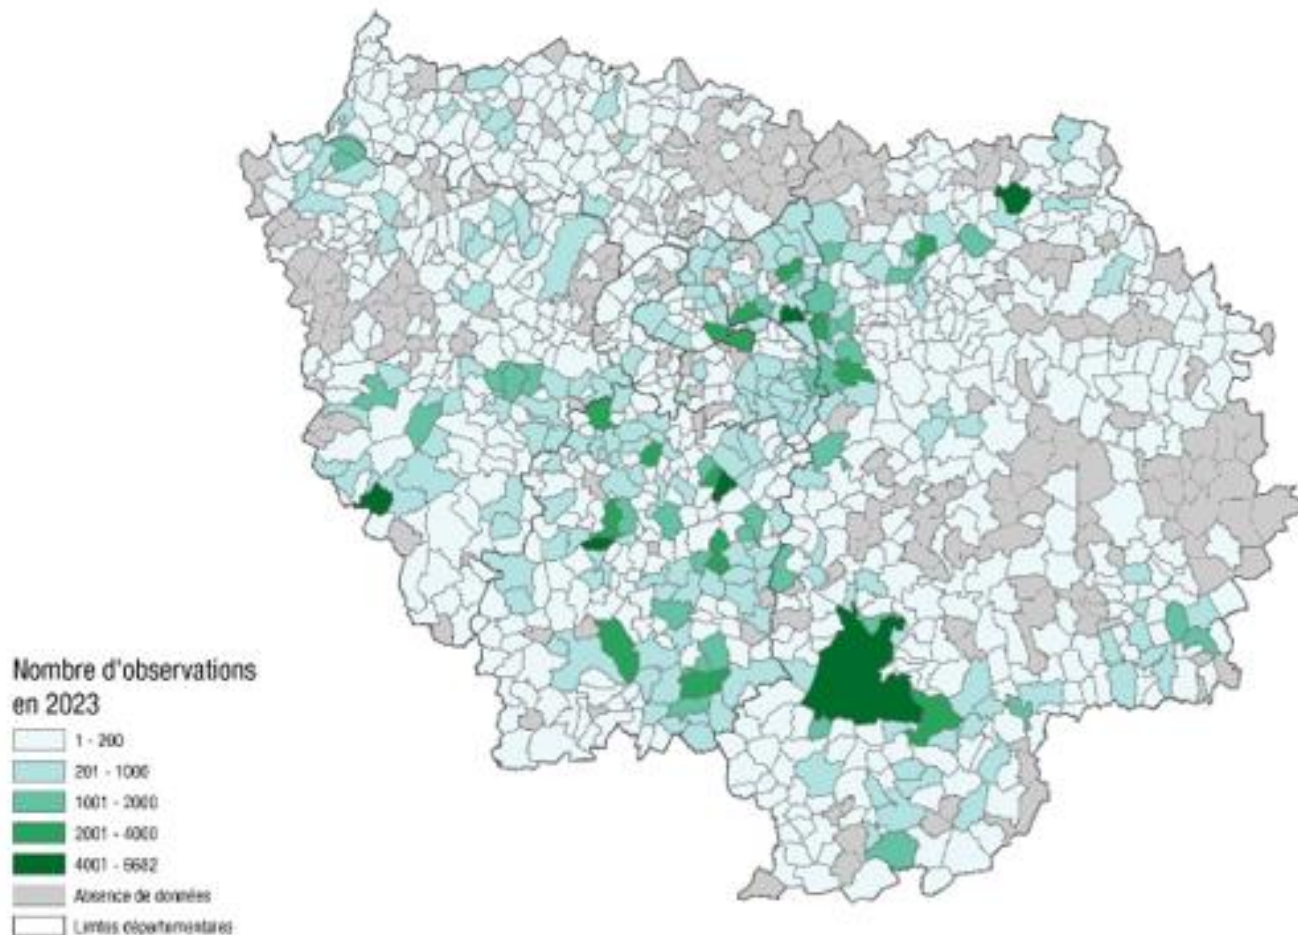 Nombre d'observations
en 2023
1 - 200
201 - 1000
1001 - 2000
2001 - 4000
4001 - 6682
Absence de données
Limites départementales